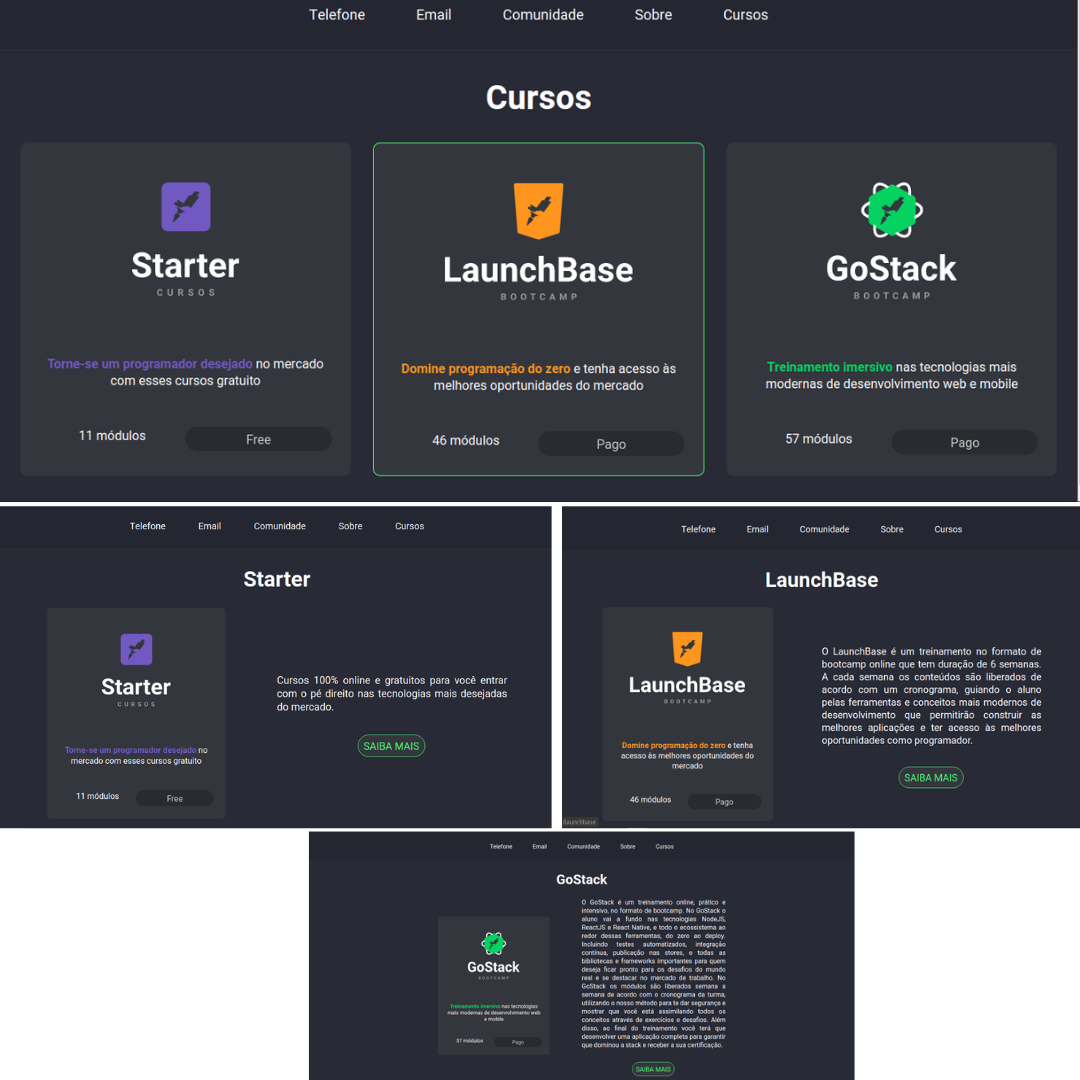 Telefone Email Comunidade Sobre Cursos
Cursos
Starter
CURSOS
Torne-se um programador desejado no mercado
com esses cursos gratuito
11 módulos Free
LaunchBase
BOOTCAMP
Domine programação do zero e tenha acesso às
melhores oportunidades do mercado
46 módulos Pago
GoStack
BOOTCAMP
Treinamento imersivo nas tecnologias mais
modernas de desenvolvimento web e mobile
57 módulos Pago
Telefone Email Comunidade Sobre Cursos
Starter
Starter
CURSOS
Torne-se um programador desejado no
mercado com esses cursos gratuito
11 módulos Free
Cursos 100% online e gratuitos para você entrar
com o pé direito nas tecnologias mais desejadas
do mercado.
SAIBA MAIS
Telefone Email Comunidade Sobre Cursos
LaunchBase
LaunchBase
BOOTCAMP
Domine programação do zero e tenha
acesso às melhores oportunidades do
mercado
46 módulos Pago
O LaunchBase é um treinamento no formato de
bootcamp online que tem duração de 6 semanas.
A cada semana os conteúdos são liberados de
acordo com um cronograma, guiando o aluno
pelas ferramentas e conceitos mais modernos de
desenvolvimento que permitirão construir as
melhores aplicações e ter acesso às melhores
oportunidades como programador.
SAIBA MAIS
/launchbase
Telefone Email Comunidade Sobre Cursos
GoStack
GoStack
BOOTCAMP
Treinamento imersivo nas tecnologias
mais modernas de desenvolvimento web
e mobile
57 módulos Pago
O GoStack é um treinamento online, prático e
intensivo, no formato de bootcamp. No GoStack o
aluno vai a fundo nas tecnologias NodeJS,
ReactJS e React Native, e todo o ecossistema ao
redor dessas ferramentas, do zero ao deploy.
Incluindo testes automatizados, integração
contínua, publicação nas stores, e todas as
bibliotecas e frameworks importantes para quem
deseja ficar pronto para os desafios do mundo
real e se destacar no mercado de trabalho. No
GoStack os módulos são liberados semana a
semana de acordo com o cronograma da turma,
utilizando o nosso método para te dar segurança e
mostrar que você está assimilando todos os
conceitos através de exercícios e desafios. Além
disso, ao final do treinamento você terá que
desenvolver uma aplicação completa para garantir
que dominou a stack e receber a sua certificação.
SAIBA MAIS